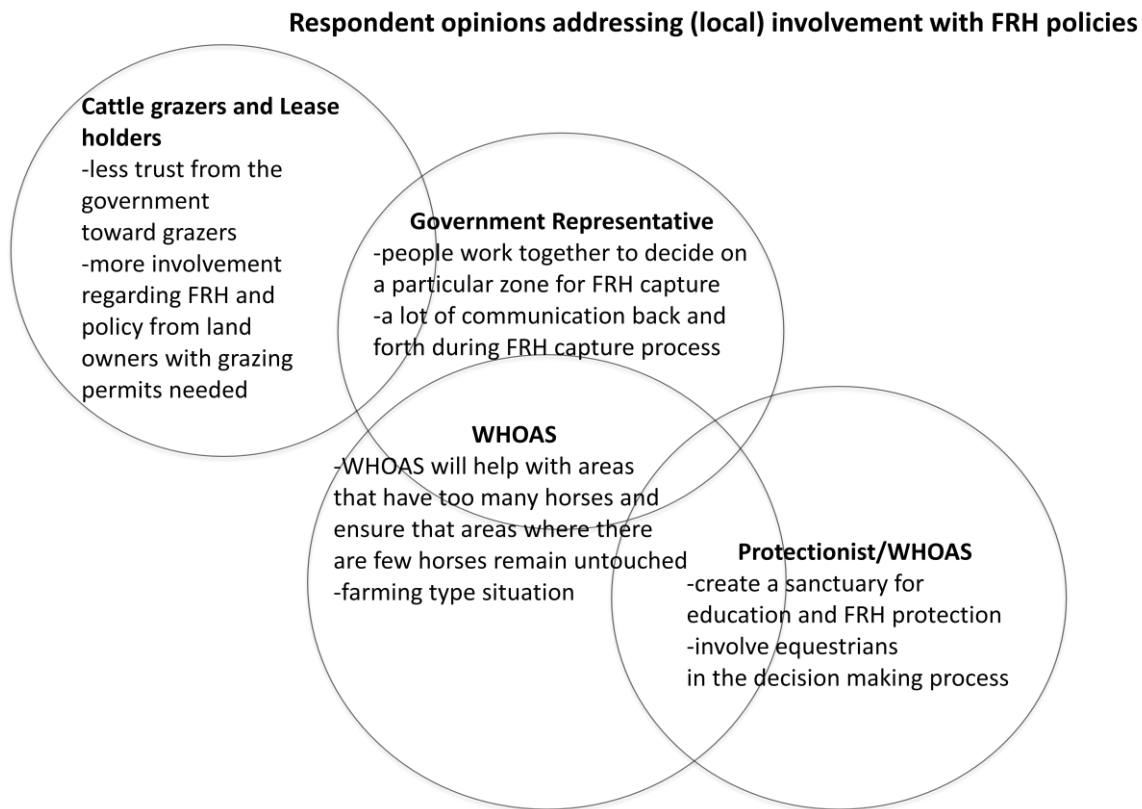 Respondent opinions addressing (local) involvement with FRH policies
Cattle grazers and Lease
holders
-less trust from the
government
toward grazers
-more involvement
regarding FRH and
policy from land
owners with grazing
permits needed
Government Representative
-people work together to decide on
a particular zone for FRH capture
-a lot of communication back and
forth during FRH capture process
WHOAS
-WHOAS will help with areas
that have too many horses and
ensure that areas where there
are few horses remain untouched
-farming type situation
Protectionist/WHOAS
-create a sanctuary for
education and FRH protection
-involve equestrians
in the decision making process